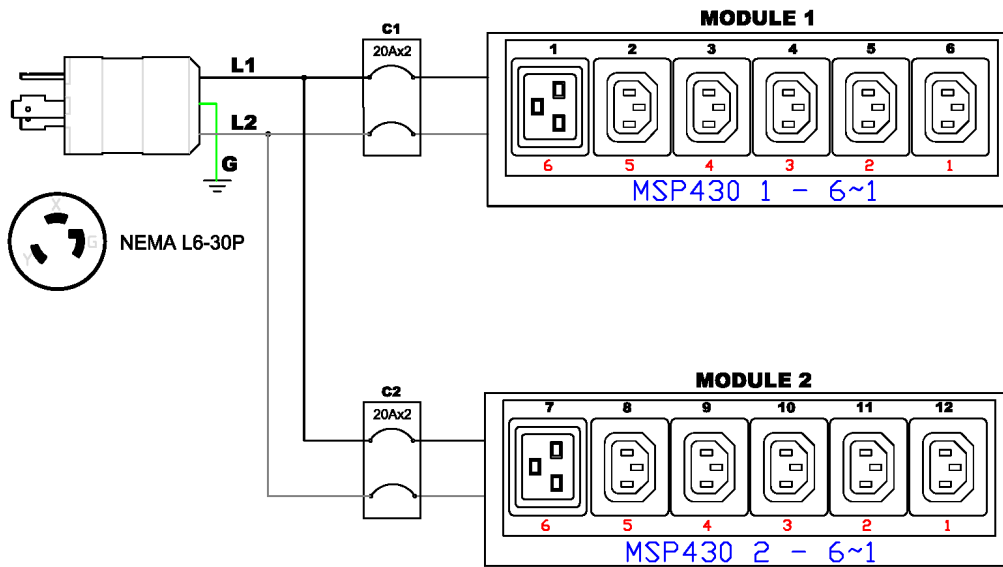 MODULE 1
C1
20Ax2
1 2 3 4 5 6
L1
L2
G
6 5 4 3 2 1
MSP430 1 - 6~1
X
G
Y
NEMA L6-30P
MODULE 2
C2
20Ax2
7 8 9 10 11 12
6 5 4 3 2 1
MSP430 2 - 6~1